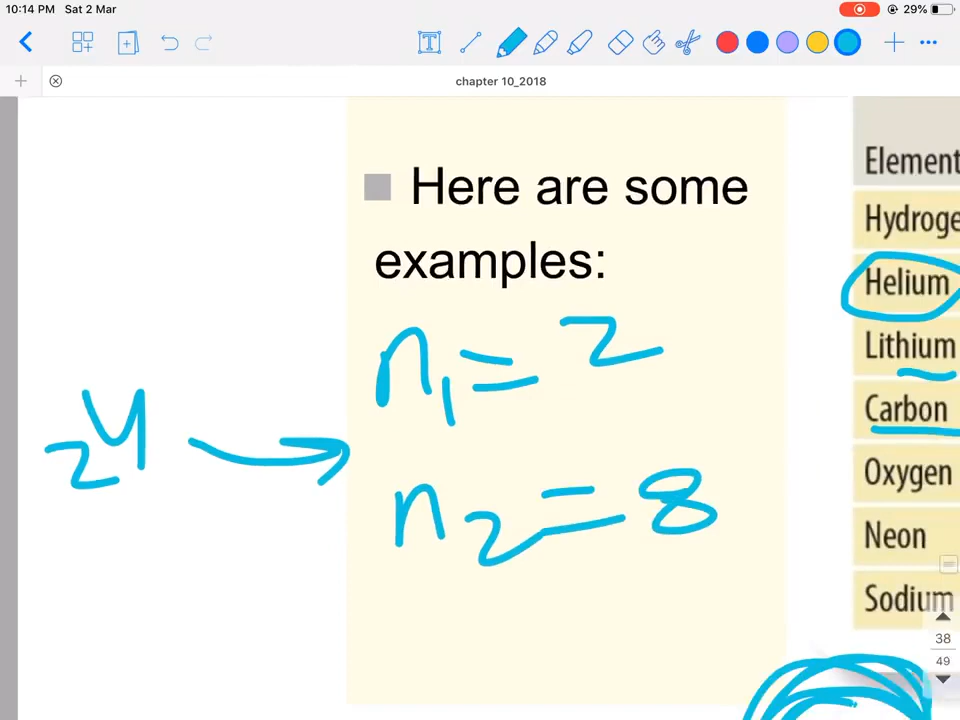 10:14 PM Sat 2 Mar 29%
chapter 10_2018
Here are some
examples:
n₁ = 2
₂4
n₂ = 8
Element
Hydroge
Helium
Lithium
Carbon
Oxygen
Neon
Sodium
38
49